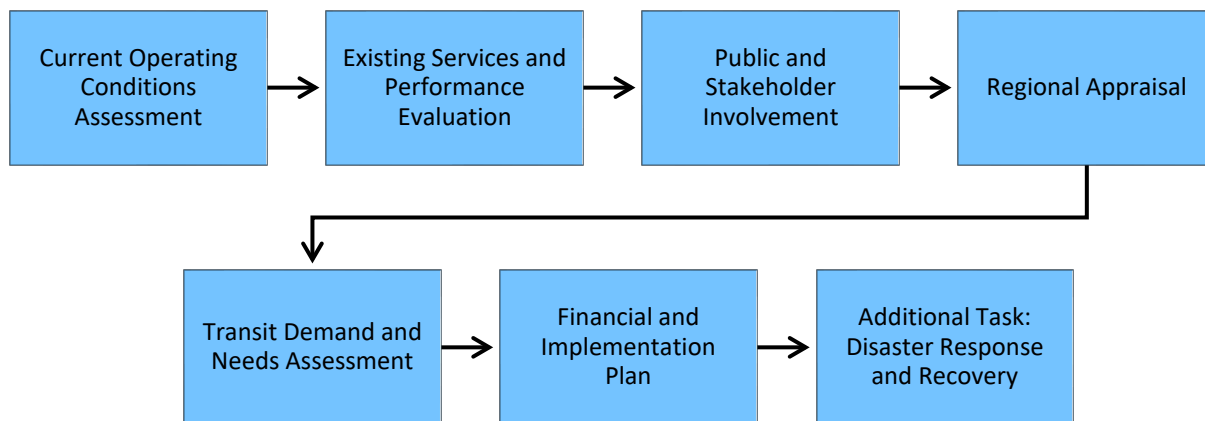 Current Operating
Conditions
Assessment
Existing Services and
Performance
Evaluation
Public and
Stakeholder
Involvement
Regional Appraisal
Transit Demand and
Needs Assessment
Financial and
Implementation
Plan
Additional Task:
Disaster Response
and Recovery